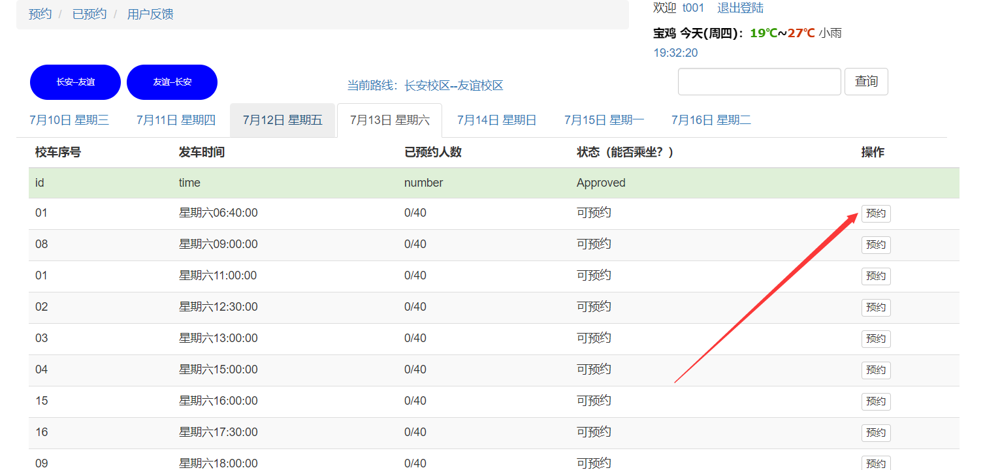 预约 / 已预约 / 用户反馈
欢迎 t001 退出登陆
宝鸡 今天(周四)：19℃~27℃ 小雨
19:32:20
长安--友谊 友谊--长安 当前路线：长安校区--友谊校区 查询
7月10日 星期三 7月11日 星期四 7月12日 星期五 7月13日 星期六 7月14日 星期日 7月15日 星期一 7月16日 星期二
校车序号 发车时间 已预约人数 状态（能否乘坐？） 操作
id time number Approved
01 星期六06:40:00 0/40 可预约 预约
08 星期六09:00:00 0/40 可预约 预约
01 星期六11:00:00 0/40 可预约 预约
02 星期六12:30:00 0/40 可预约 预约
03 星期六13:00:00 0/40 可预约 预约
04 星期六15:00:00 0/40 可预约 预约
15 星期六16:00:00 0/40 可预约 预约
16 星期六17:30:00 0/40 可预约 预约
09 星期六18:00:00 0/40 可预约 预约